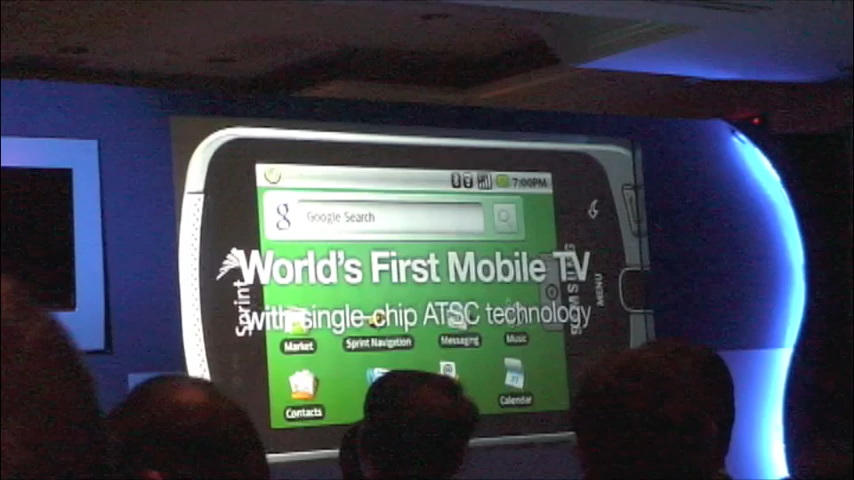 7:00PM
g Google Search
World's First Mobile TV
with single-chip ATSC technology
Sprint
SAMSUNG
MENU
Market
Sprint Navigation
Messaging
Music
Contacts
Calendar